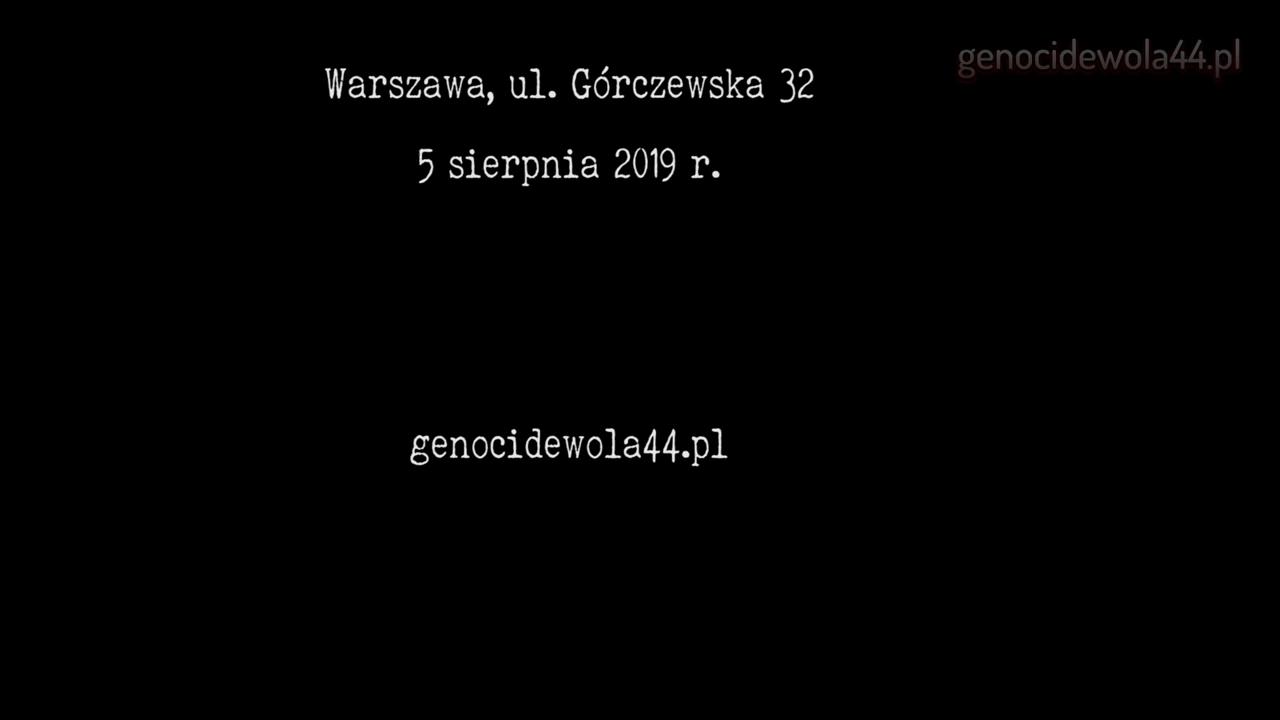 genocidewola44.pl
Warszawa, ul. Górczewska 32
5 sierpnia 2019 r.
genocidewola44.pl